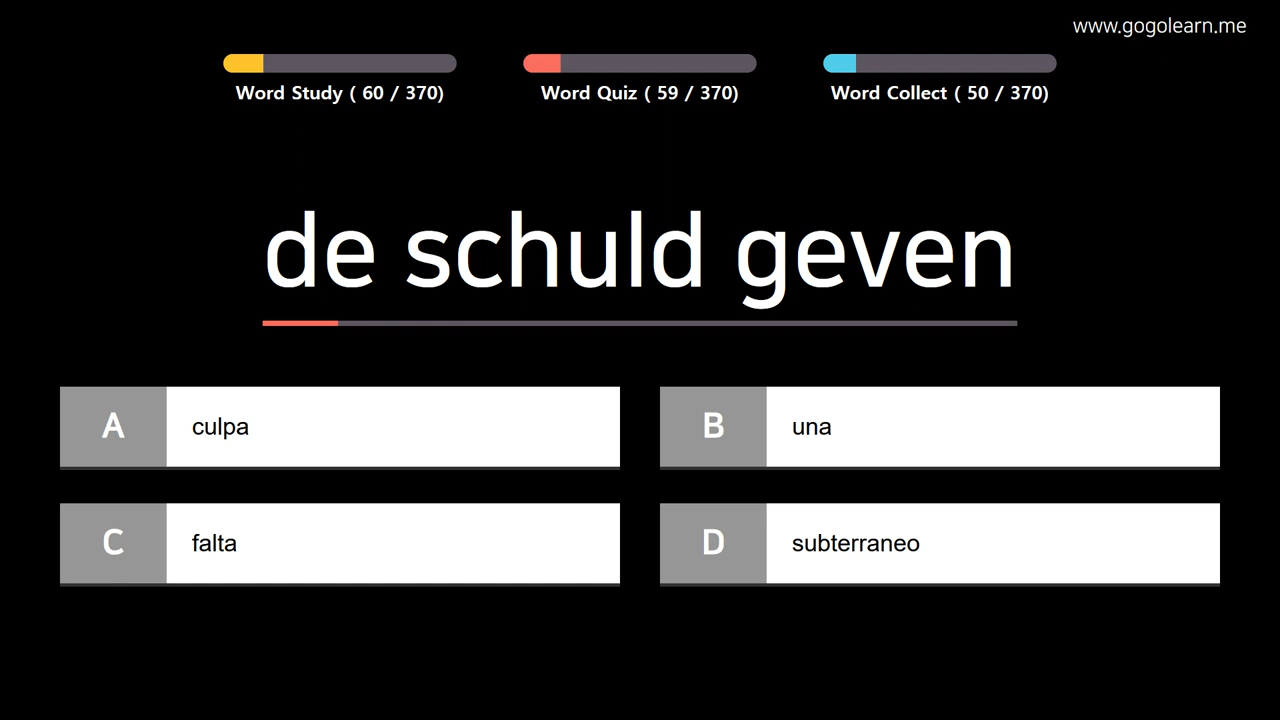 www.gogolearn.me
Word Study ( 60 / 370)
Word Quiz ( 59 / 370)
Word Collect ( 50 / 370)
de schuld geven
A culpa
B una
C falta
D subterraneo